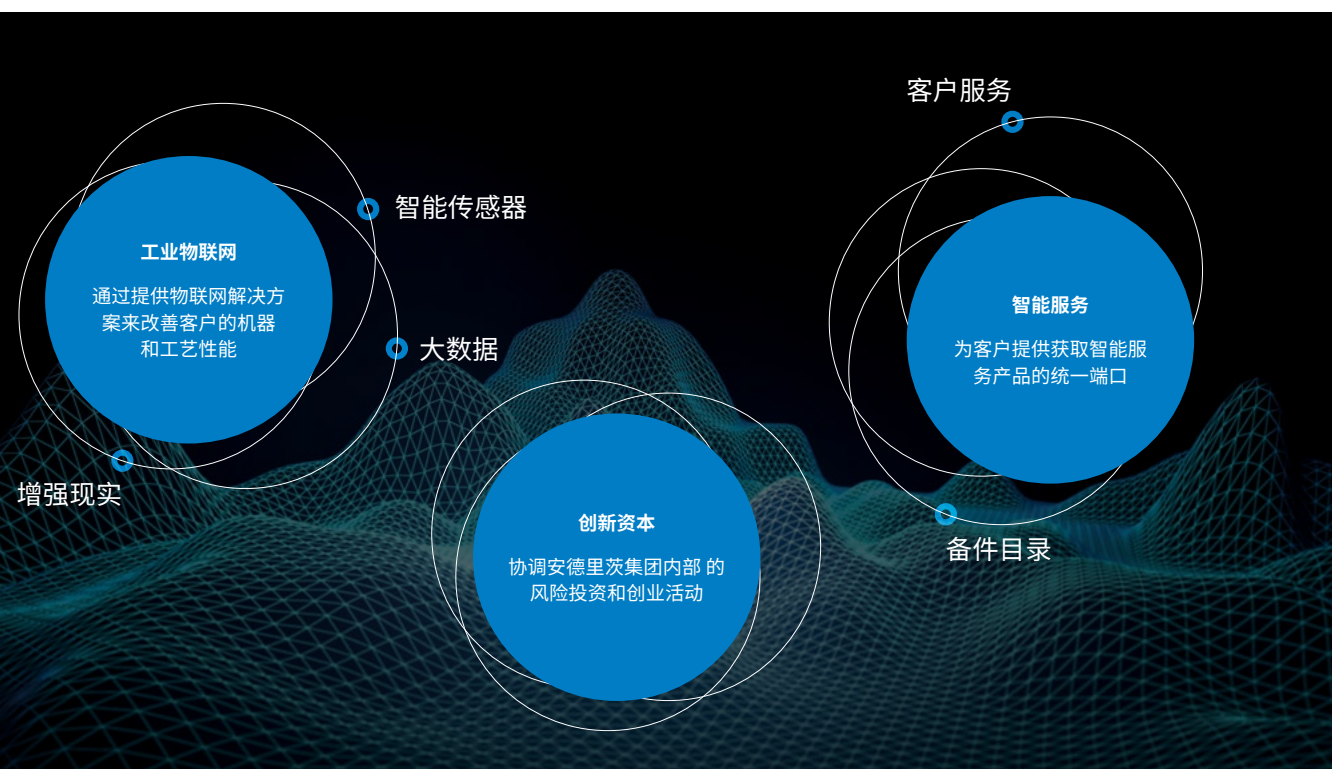 工业物联网
通过提供物联网解决方
案来改善客户的机器
和工艺性能
智能传感器
大数据
增强现实
创新资本
协调安德里茨集团内部 的
风险投资和创业活动
客户服务
智能服务
为客户提供获取智能服
务产品的统一端口
备件目录